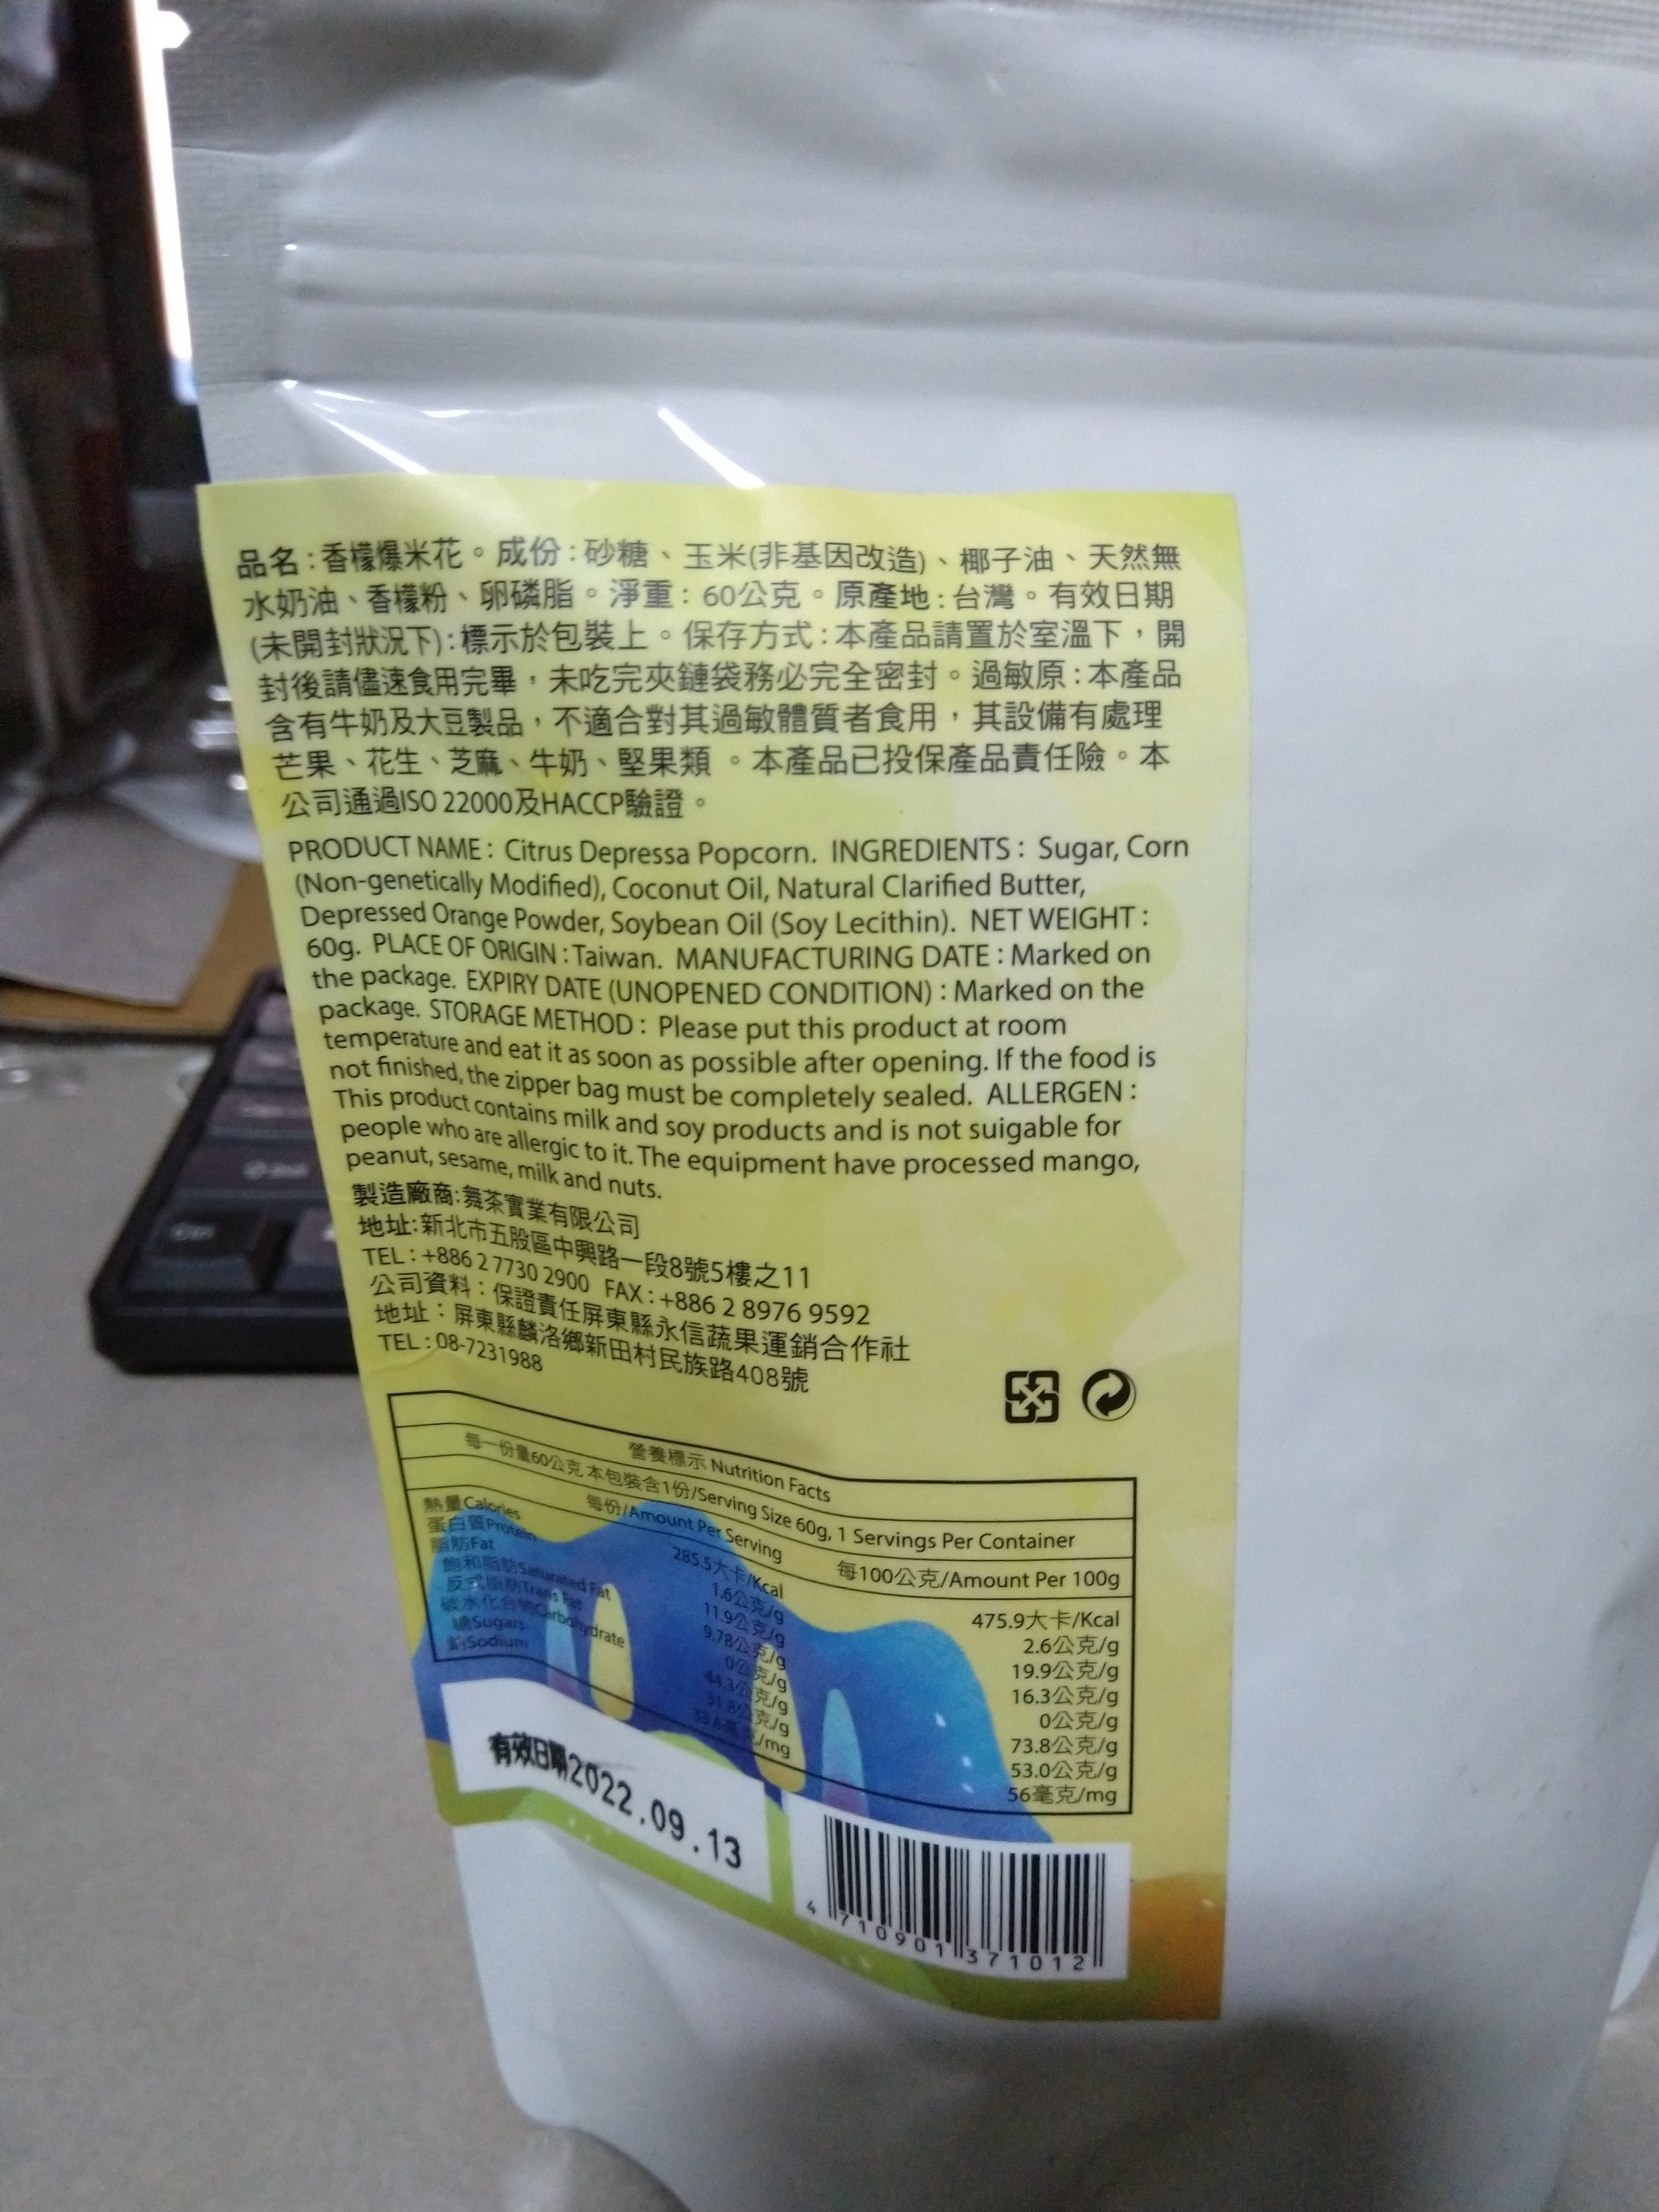 品名:香檬爆米花。成份:砂糖、玉米(非基因改造)、椰子油、天然無
水奶油、香檬粉、卵磷脂。淨重:60公克。原產地:台灣。有效日期
(未開封狀況下):標示於包裝上。保存方式:本產品請置於室溫下,開
封後請儘速食用完畢,未吃完夾鏈袋務必完全密封。過敏原:本產品
含有牛奶及大豆製品,不適合對其過敏體質者食用,其設備有處理
芒果、花生、芝麻、牛奶、堅果類。本產品已投保產品責任險。本
公司通過ISO 22000及HACCP驗證。
PRODUCT NAME: Citrus Depressa Popcorn. INGREDIENTS: Sugar, Corn
(Non-genetically Modified), Coconut Oil, Natural Clarified Butter,
Depressed Orange Powder, Soybean Oil (Soy Lecithin). NET WEIGHT:
60g. PLACE OF ORIGIN:Taiwan. MANUFACTURING DATE:Marked on
the package. EXPIRY DATE (UNOPENED CONDITION):Marked on the
package. STORAGE METHOD: Please put this product at room
temperature and eat it as soon as possible after opening. If the food is
not finished, the zipper bag must be completely sealed. ALLERGEN:
This product contains milk and soy products and is not suigable for
people who are allergic to it. The equipment have processed mango,
peanut, sesame, milk and nuts.
製造廠商:舞茶實業有限公司
地址:新北市五股區中興路一段8號5樓之11
TEL:+886 2 7730 2900 FAX:+886 2 8976 9592
公司資料:保證責任屏東縣永信蔬果運銷合作社
地址:屏東縣麟洛鄉新田村民族路408號
TEL:08-7231988
營養標示 Nutrition Facts
每一份量60公克 本包裝含1份/Serving Size 60g, 1 Servings Per Container
每份/Amount Per Serving 每100公克/Amount Per 100g
熱量Calories 285.5大卡/Kcal 475.9大卡/Kcal
蛋白質Protein 1.6公克/g 2.6公克/g
脂肪Fat 11.9公克/g 19.9公克/g
飽和脂肪Saturated Fat 9.78公克/g 16.3公克/g
反式脂肪Trans Fat 0公克/g 0公克/g
碳水化合物Carbohydrate 44.3公克/g 73.8公克/g
糖Sugars 31.8公克/g 53.0公克/g
鈉Sodium 33.6毫克/mg 56毫克/mg
有效日期2022.09.13
4 710901 371012